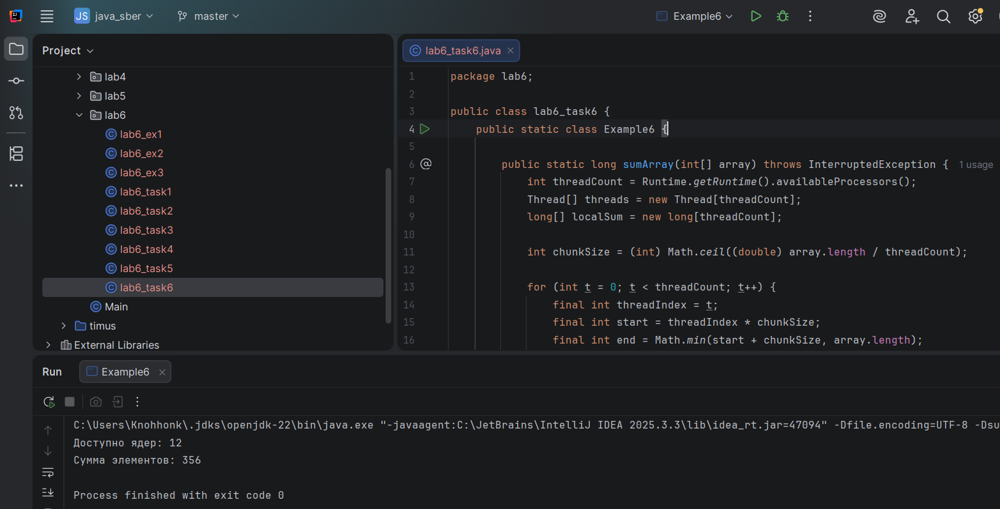 JS java_sber master Example6
Project
lab4
lab5
lab6
lab6_ex1
lab6_ex2
lab6_ex3
lab6_task1
lab6_task2
lab6_task3
lab6_task4
lab6_task5
lab6_task6
Main
timus
External Libraries
lab6_task6.java
1 package lab6;
2
3 public class lab6_task6 {
4 public static class Example6 {
5
6 @ public static long sumArray(int[] array) throws InterruptedException { 1 usage
7 int threadCount = Runtime.getRuntime().availableProcessors();
8 Thread[] threads = new Thread[threadCount];
9 long[] localSum = new long[threadCount];
10
11 int chunkSize = (int) Math.ceil((double) array.length / threadCount);
12
13 for (int t = 0; t < threadCount; t++) {
14 final int threadIndex = t;
15 final int start = threadIndex * chunkSize;
16 final int end = Math.min(start + chunkSize, array.length);
Run Example6
C:\Users\Knohhonk\.jdks\openjdk-22\bin\java.exe "-javaagent:C:\JetBrains\IntelliJ IDEA 2025.3.3\lib\idea_rt.jar=47094" -Dfile.encoding=UTF-8 -Dsu
Доступно ядер: 12
Сумма элементов: 356
Process finished with exit code 0